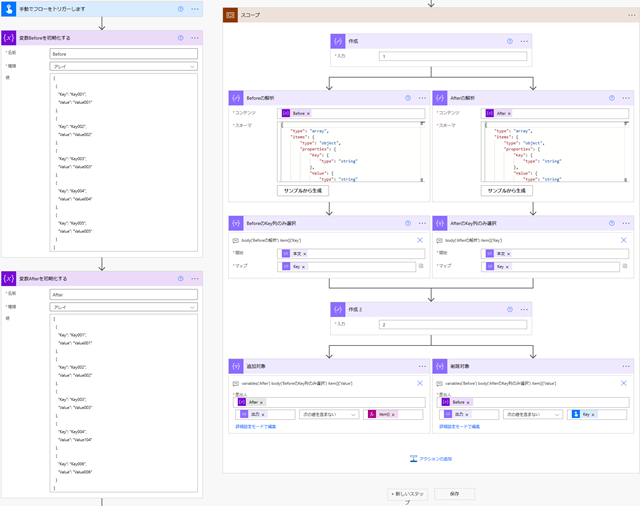 手動でフローをトリガーします
変数Beforeを初期化する
* 名前
Before
* 種類
アレイ
値
[
{
"Key":"Key001",
"Value":"Value001"
},
{
"Key":"Key002",
"Value":"Value002"
},
{
"Key":"Key003",
"Value":"Value003"
},
{
"Key":"Key004",
"Value":"Value004"
},
{
"Key":"Key005",
"Value":"Value005"
}
]
変数Afterを初期化する
* 名前
After
* 種類
アレイ
値
[
{
"Key":"Key001",
"Value":"Value001"
},
{
"Key":"Key002",
"Value":"Value002"
},
{
"Key":"Key003",
"Value":"Value003"
},
{
"Key":"Key004",
"Value":"Value104"
},
{
"Key":"Key006",
"Value":"Value006"
}
]
スコープ
作成
* 入力
1
Beforeの解析
* コンテンツ
Before ×
* スキーマ
{
"type": "array",
"items": {
"type": "object",
"properties": {
"Key": {
"type": "string"
},
"Value": {
"type": "string"
サンプルから生成
Afterの解析
* コンテンツ
After ×
* スキーマ
{
"type": "array",
"items": {
"type": "object",
"properties": {
"Key": {
"type": "string"
},
"Value": {
"type": "string"
サンプルから生成
BeforeのKey列のみ選択
body('Beforeの解析') item()['Key']
* 開始
本文 ×
* マップ
Key ×
AfterのKey列のみ選択
body('Afterの解析') item()['Key']
* 開始
本文 ×
* マップ
Key ×
作成 2
* 入力
2
追加対象
variables('After') body('BeforeのKey列のみ選択') item()['Value']
* 差出人
After ×
出力 ×
次の値を含まない
item() ×
詳細設定モードで編集
削除対象
variables('Before') body('AfterのKey列のみ選択') item()['Value']
* 差出人
Before ×
出力 ×
次の値を含まない
Key ×
詳細設定モードで編集
アクションの追加
+ 新しいステッ
プ
保存